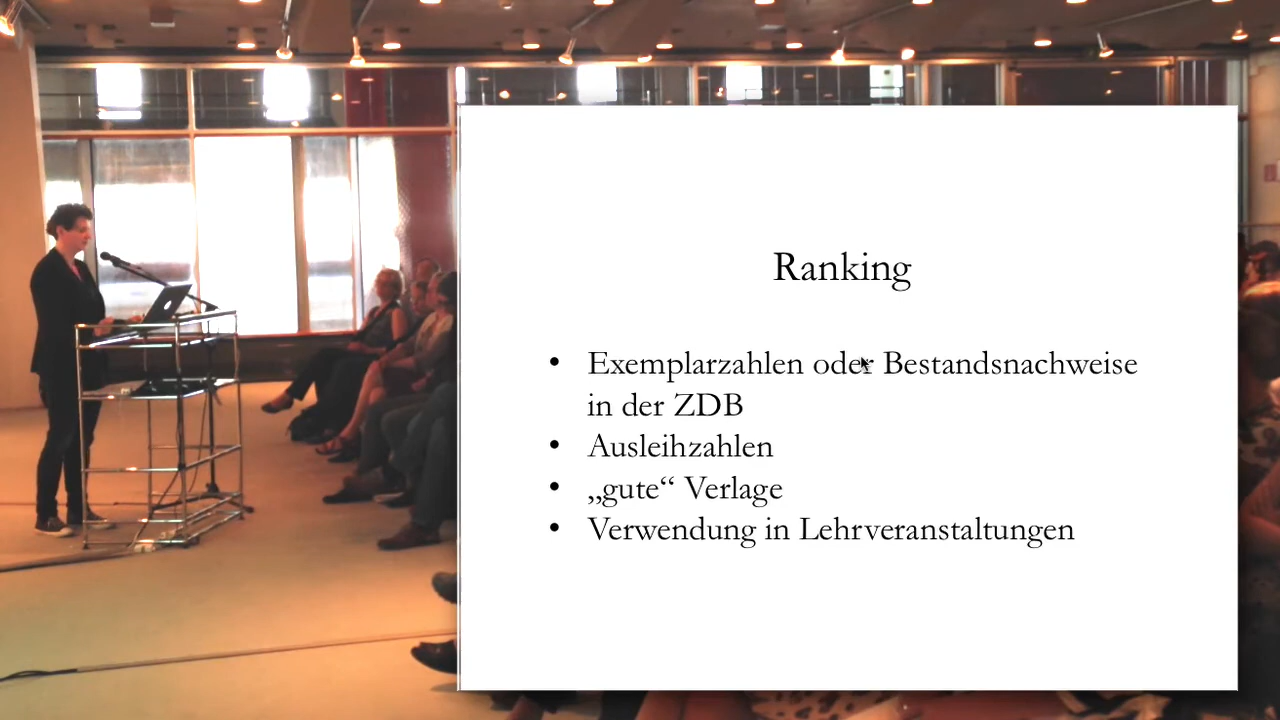 Ranking
• Exemplarzahlen oder Bestandsnachweise
in der ZDB
• Ausleihzahlen
• „gute“ Verlage
• Verwendung in Lehrveranstaltungen